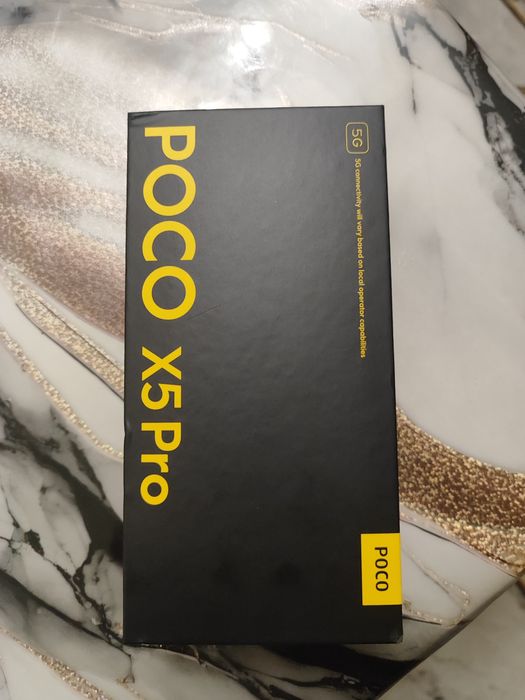 5G
5G connectivity will vary based on local operator capabilities
POCO X5 Pro
POCO